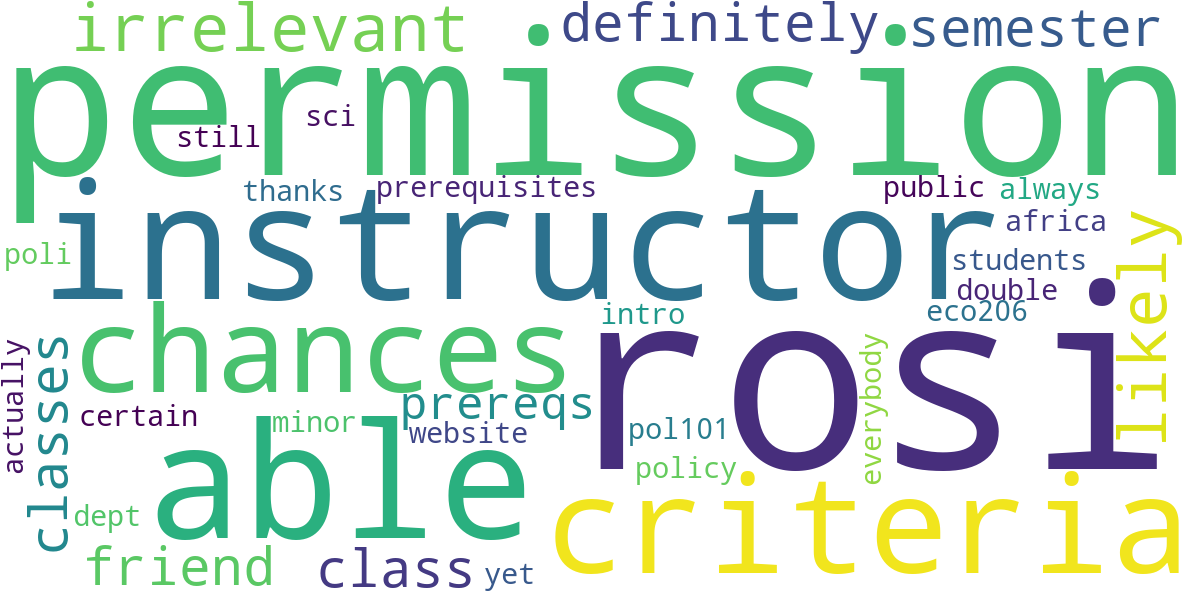 irrelevant definitely semester
permission
sci
still
thanks prerequisites public always
instructor
africa
poli
students
double
likely
eco206
intro
chances
rosi
classes
actually
everybody
prereqs
certain minor website pol101
able
policy
criteria
dept
friend class yet